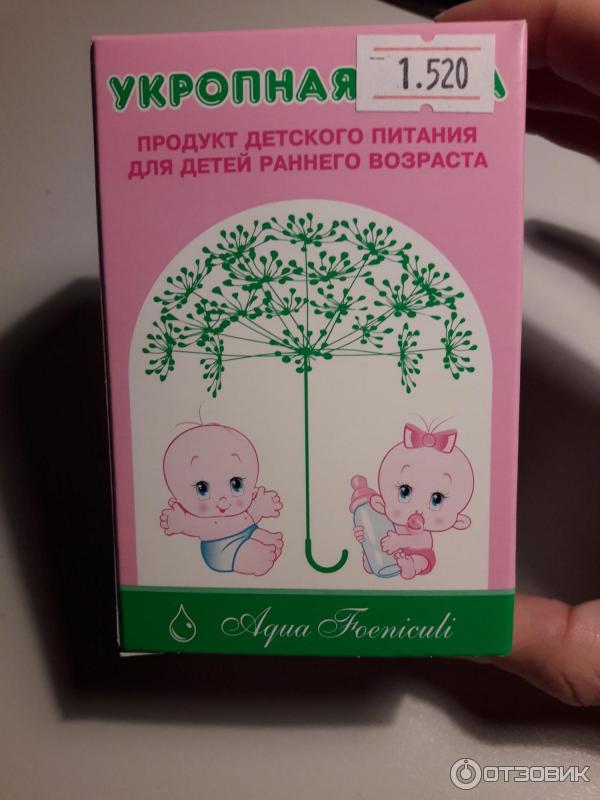 УКРОПНАЯ
1.520
ПРОДУКТ ДЕТСКОГО ПИТАНИЯ
ДЛЯ ДЕТЕЙ РАННЕГО ВОЗРАСТА
Aqua Foeniculi
ОТЗОВИК